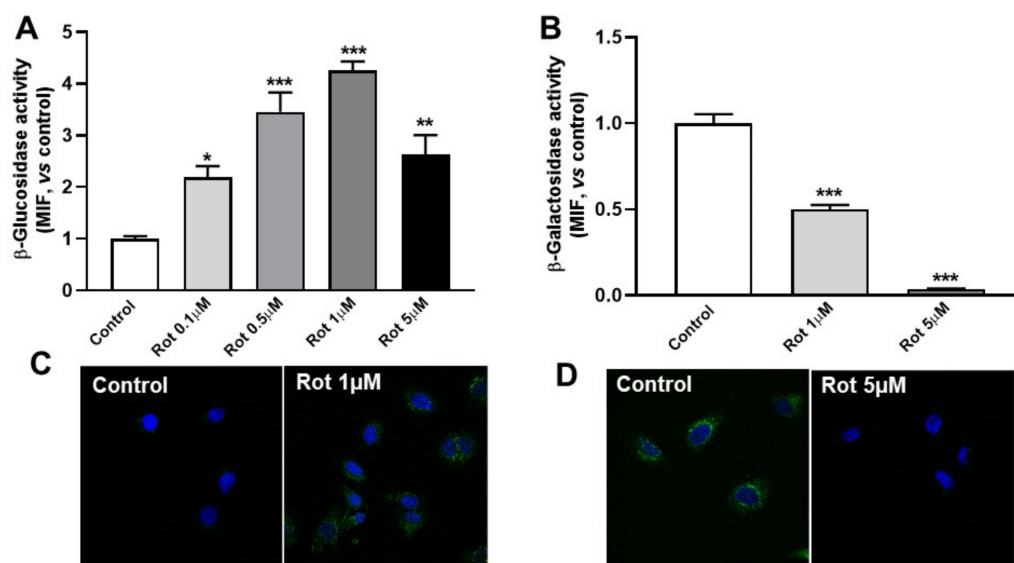 A
β-Glucosidase activity
(MIF, vs control)
5
4
3
2
1
0
*
***
***
**
Control
Rot 0.1μM
Rot 0.5μM
Rot 1μM
Rot 5μM
B
β-Galactosidase activity
(MIF, vs control)
1.5
1.0
0.5
0.0
***
***
Control
Rot 1μM
Rot 5μM
C
Control
Rot 1μM
D
Control
Rot 5μM